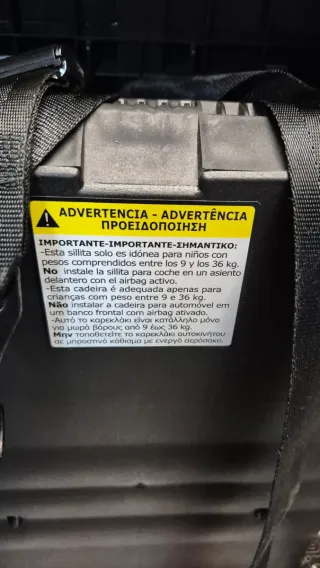 ADVERTENCIA - ADVERTÊNCIA
ΠΡΟΕΙΔΟΠΟΙΗΣΗ
IMPORTANTE-IMPORTANTE-ΣΗΜΑΝΤΙΚΟ:
-Esta sillita solo es idónea para niños con
pesos comprendidos entre los 9 y los 36 kg.
No instale la sillita para coche en un asiento
delantero con el airbag activo.
-Esta cadeira é adequada apenas para
crianças com peso entre 9 e 36 kg.
Não instalar a cadeira para automóvel em
um banco frontal com airbag ativado.
-Αυτό το καρεκλάκι είναι κατάλληλο μόνο
για μωρά βάρους από 9 έως 36 kg.
Μην τοποθετείτε το καρεκλάκι αυτοκινήτου
σε μπροστινό κάθισμα με ενεργό αερόσακο.